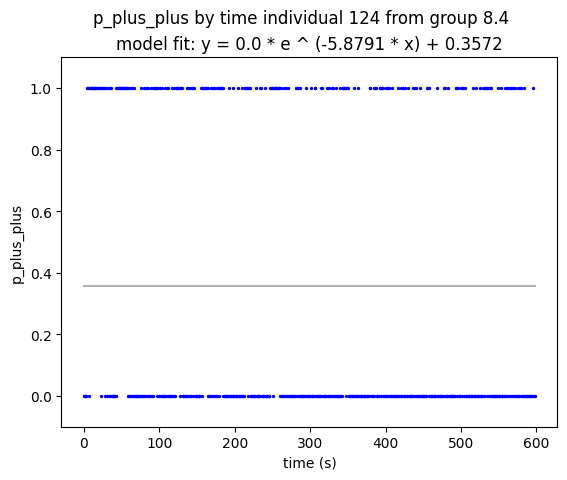 p_plus_plus by time individual 124 from group 8.4
model fit: y = 0.0 * e ^ (-5.8791 * x) + 0.3572
1.0
0.8
0.6
0.4
0.2
0.0
p_plus_plus
0 100 200 300 400 500 600
time (s)